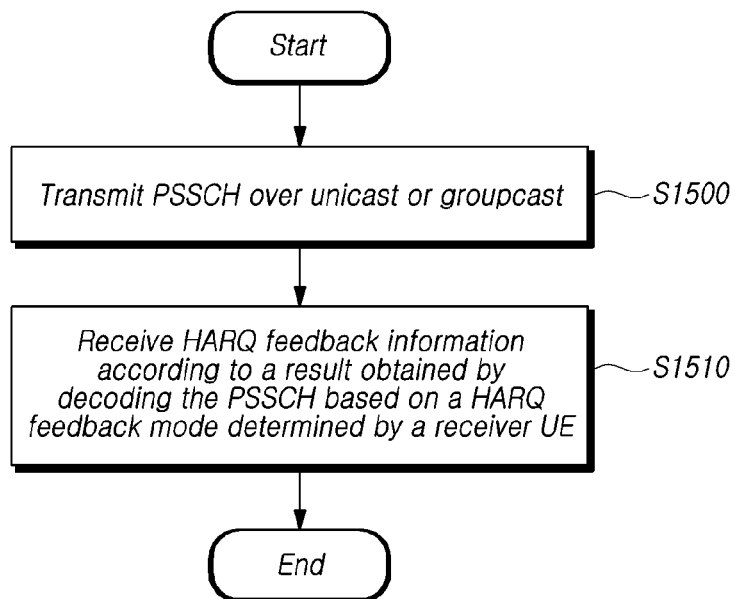 Start
Transmit PSSCH over unicast or groupcast
S1500
Receive HARQ feedback information
according to a result obtained by
decoding the PSSCH based on a HARQ
feedback mode determined by a receiver UE
S1510
End